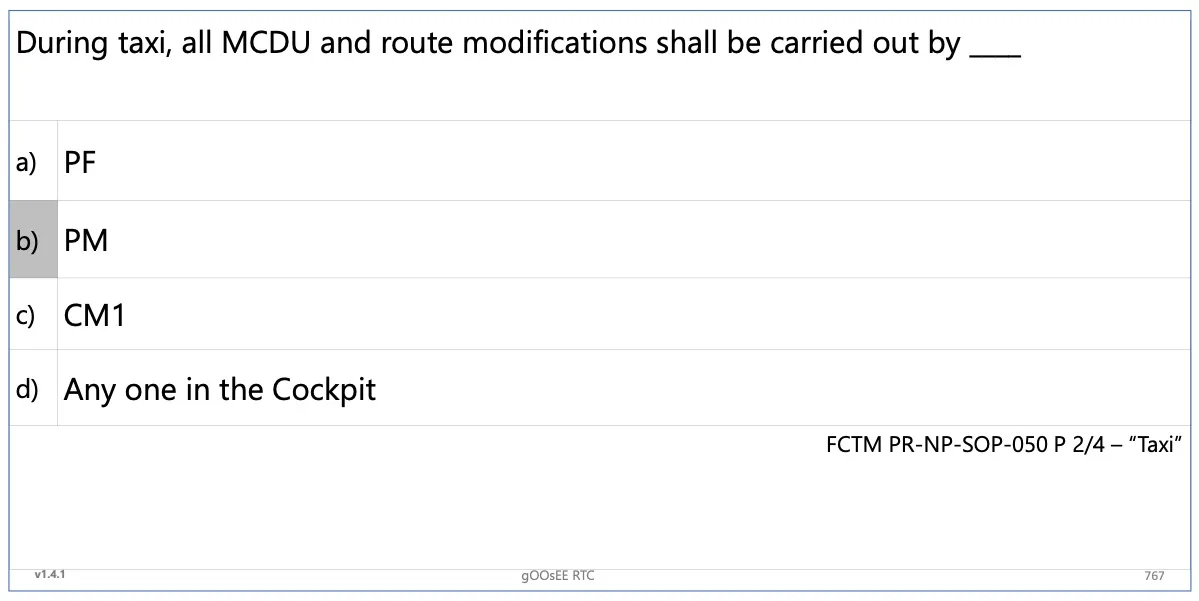 During taxi, all MCDU and route modifications shall be carried out by ____
a) PF
b) PM
c) CM1
d) Any one in the Cockpit
FCTM PR-NP-SOP-050 P 2/4 – “Taxi”
v1.4.1 gOOsEE RTC 767